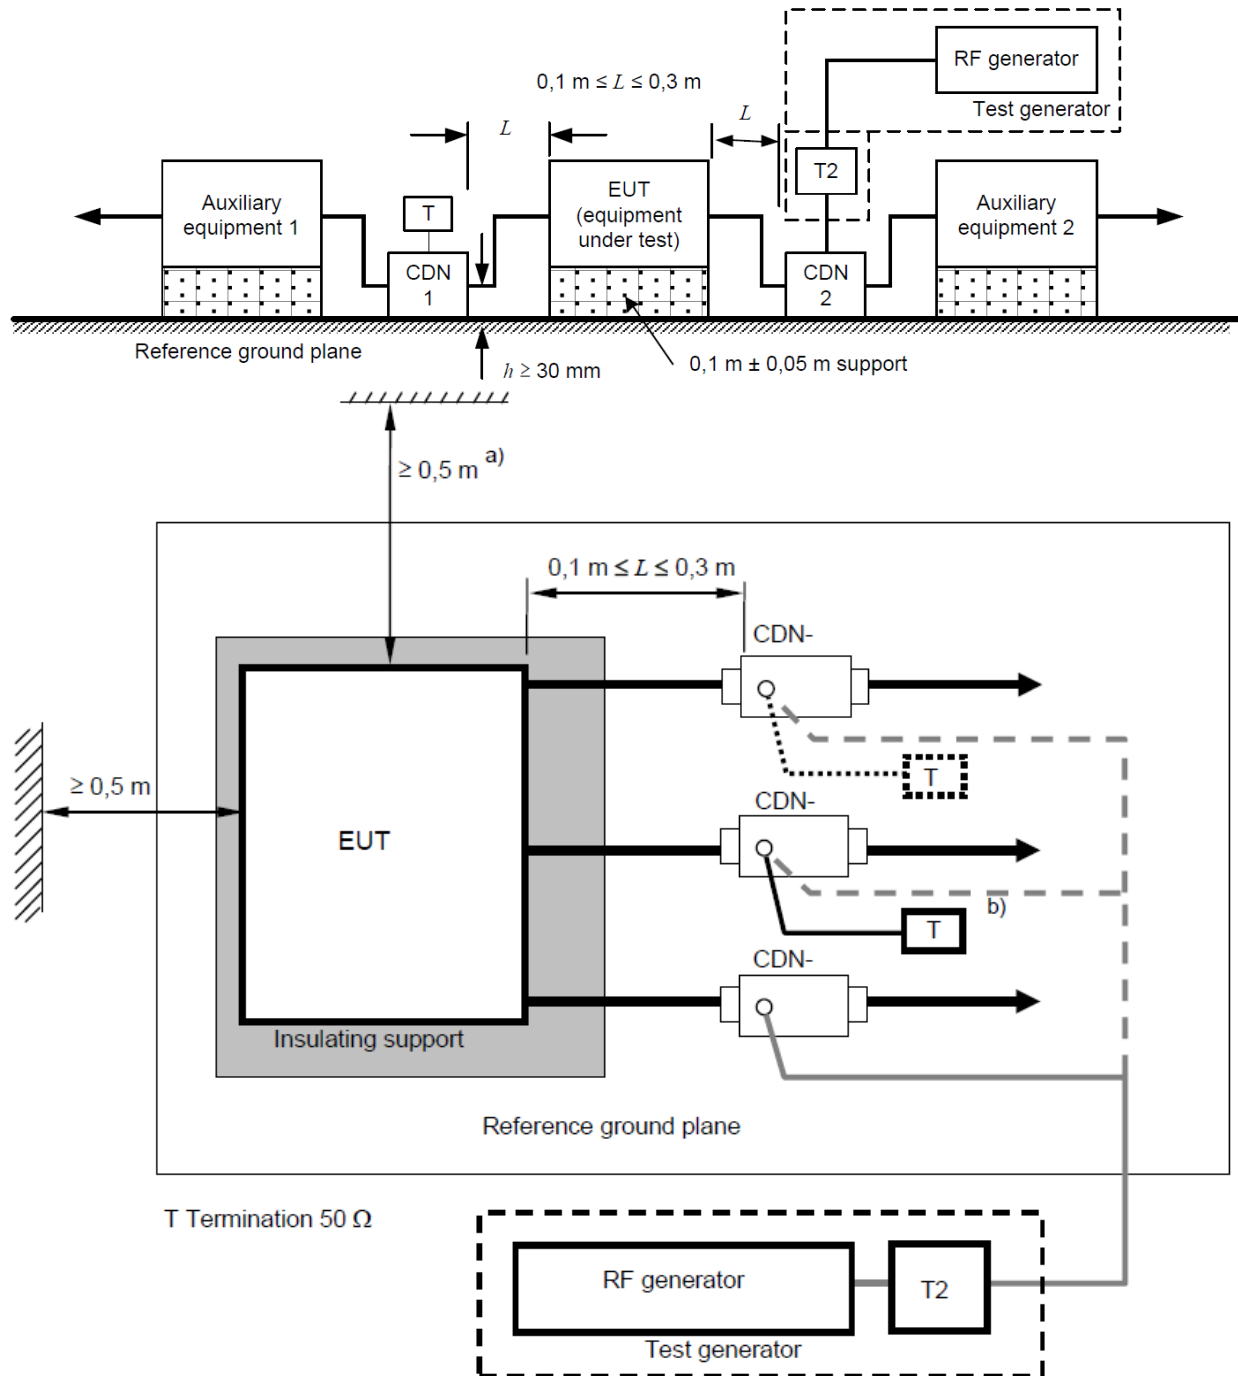 RF generator
Test generator
0,1 m ≤ L ≤ 0,3 m
L
L
T2
Auxiliary
equipment 1
T
EUT
(equipment
under test)
Auxiliary
equipment 2
CDN
1
CDN
2
Reference ground plane
h ≥ 30 mm
0,1 m ± 0,05 m support
≥ 0,5 m a)
0,1 m ≤ L ≤ 0,3 m
CDN-
T
≥ 0,5 m
CDN-
EUT
b)
T
CDN-
Insulating support
Reference ground plane
T Termination 50 Ω
RF generator
T2
Test generator